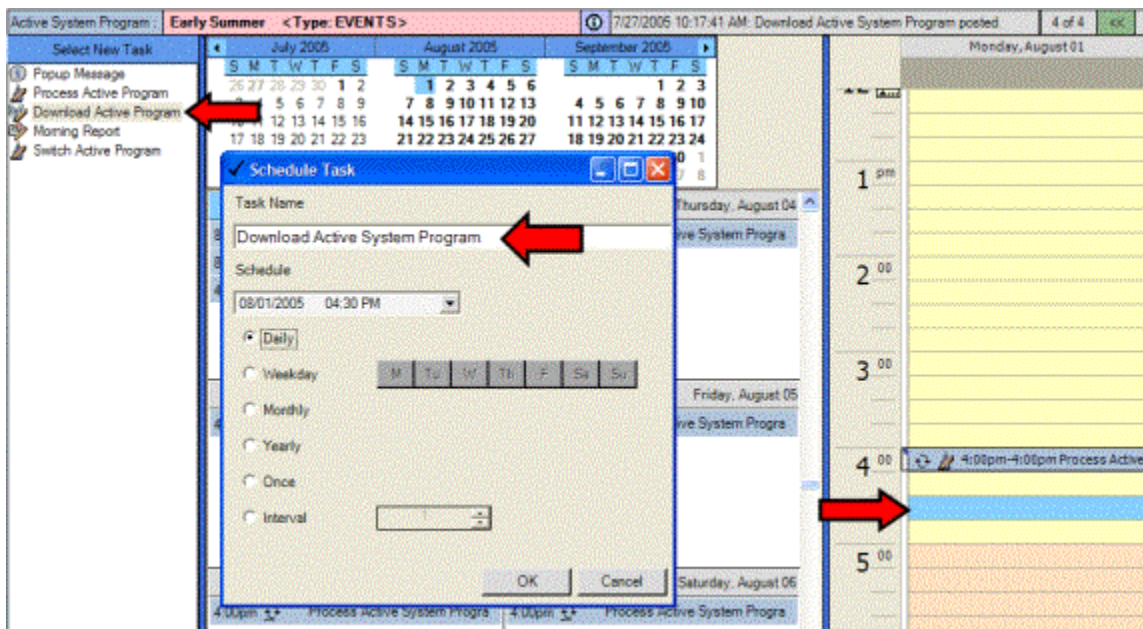 Active System Program : Early Summer <Type: EVENTS> 7/27/2005 10:17:41 AM: Download Active System Program posted 4 of 4 <<
Select New Task
Popup Message
Process Active Program
Download Active Program
Morning Report
Switch Active Program
July 2005 August 2005 September 2005
S M T W T F S S M T W T F S S M T W T F S
26 27 28 29 30 1 2 1 2 3 4 5 6 1 2 3
5 6 7 8 9 7 8 9 10 11 12 13 4 5 6 7 8 9 10
12 13 14 15 16 14 15 16 17 18 19 20 11 12 13 14 15 16 17
17 18 19 20 21 22 23 21 22 23 24 25 26 27 18 19 20 21 22 23 24
1
7 8
Schedule Task
Task Name
Download Active System Program
Schedule
08/01/2005 04:30 PM
Daily
Weekday M Tu W Th F Sa Su
Monthly
Yearly
Once
Interval 1
OK Cancel
Thursday, August 04
ive System Progra
Friday, August 05
ive System Progra
Saturday, August 06
4:00pm Process Active System Progra 4:00pm Process Active System Progra
Monday, August 01
1 pm
2 00
3 00
4 00 4:00pm-4:00pm Process Active
5 00